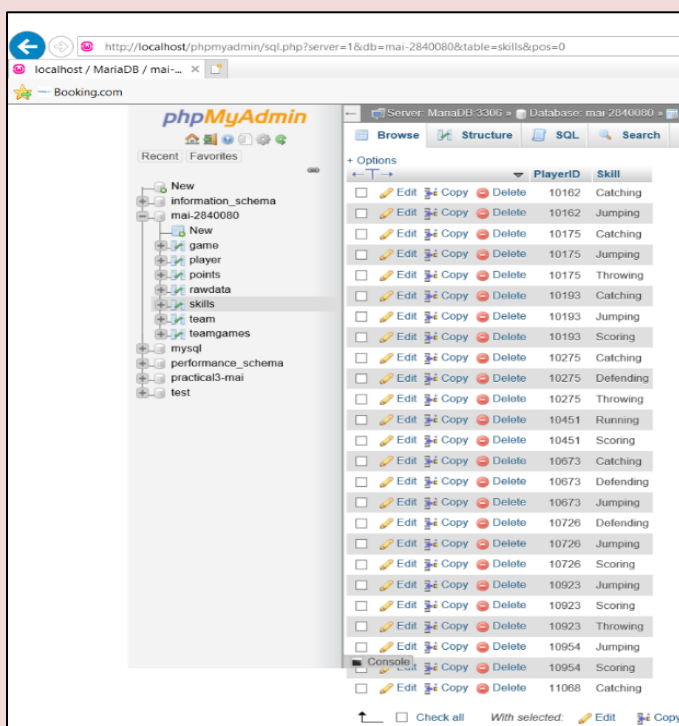 http://localhost/phpmyadmin/sql.php?server=1&db=mai-2840080&table=skills&pos=0
localhost / MariaDB / mai-...
Booking.com
phpMyAdmin
Recent Favorites
New
information_schema
mai-2840080
New
game
player
points
rawdata
skills
team
teamgames
mysql
performance_schema
practical3-mai
test
Server: MariaDB:3306 » Database: mai-2840080 »
Browse Structure SQL Search
+ Options
PlayerID Skill
Edit Copy Delete 10162 Catching
Edit Copy Delete 10162 Jumping
Edit Copy Delete 10175 Catching
Edit Copy Delete 10175 Jumping
Edit Copy Delete 10175 Throwing
Edit Copy Delete 10193 Catching
Edit Copy Delete 10193 Jumping
Edit Copy Delete 10193 Scoring
Edit Copy Delete 10275 Catching
Edit Copy Delete 10275 Defending
Edit Copy Delete 10275 Throwing
Edit Copy Delete 10451 Running
Edit Copy Delete 10451 Scoring
Edit Copy Delete 10673 Catching
Edit Copy Delete 10673 Defending
Edit Copy Delete 10673 Jumping
Edit Copy Delete 10726 Defending
Edit Copy Delete 10726 Jumping
Edit Copy Delete 10726 Scoring
Edit Copy Delete 10923 Jumping
Edit Copy Delete 10923 Scoring
Edit Copy Delete 10923 Throwing
Edit Copy Delete 10954 Jumping
Console Edit Copy Delete 10954 Scoring
Edit Copy Delete 11068 Catching
Check all With selected: Edit Copy